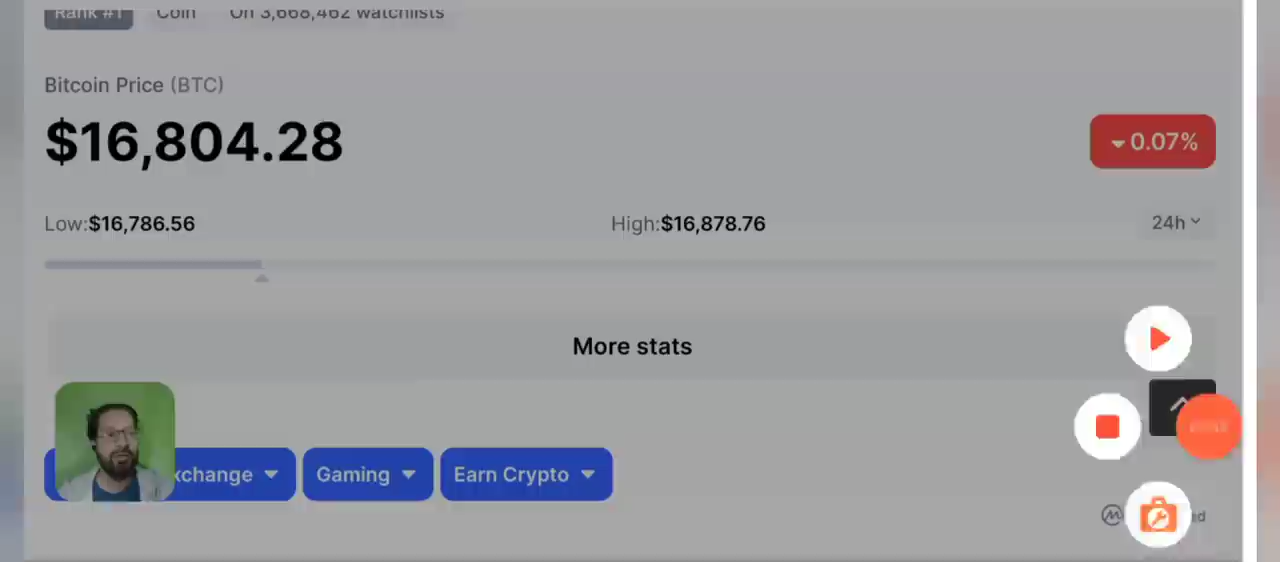 Rank #1 Coin On 3,668,462 watchlists
Bitcoin Price (BTC)
$16,804.28 0.07%
Low:$16,786.56 High:$16,878.76 24h
More stats
xchange Gaming Earn Crypto